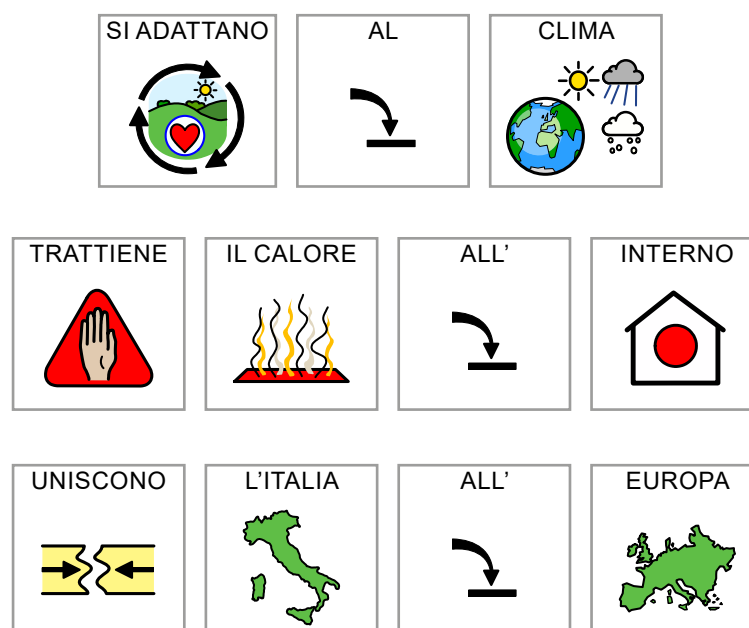 SI ADATTANO AL CLIMA
TRATTIENE IL CALORE ALL' INTERNO
UNISCONO L'ITALIA ALL' EUROPA